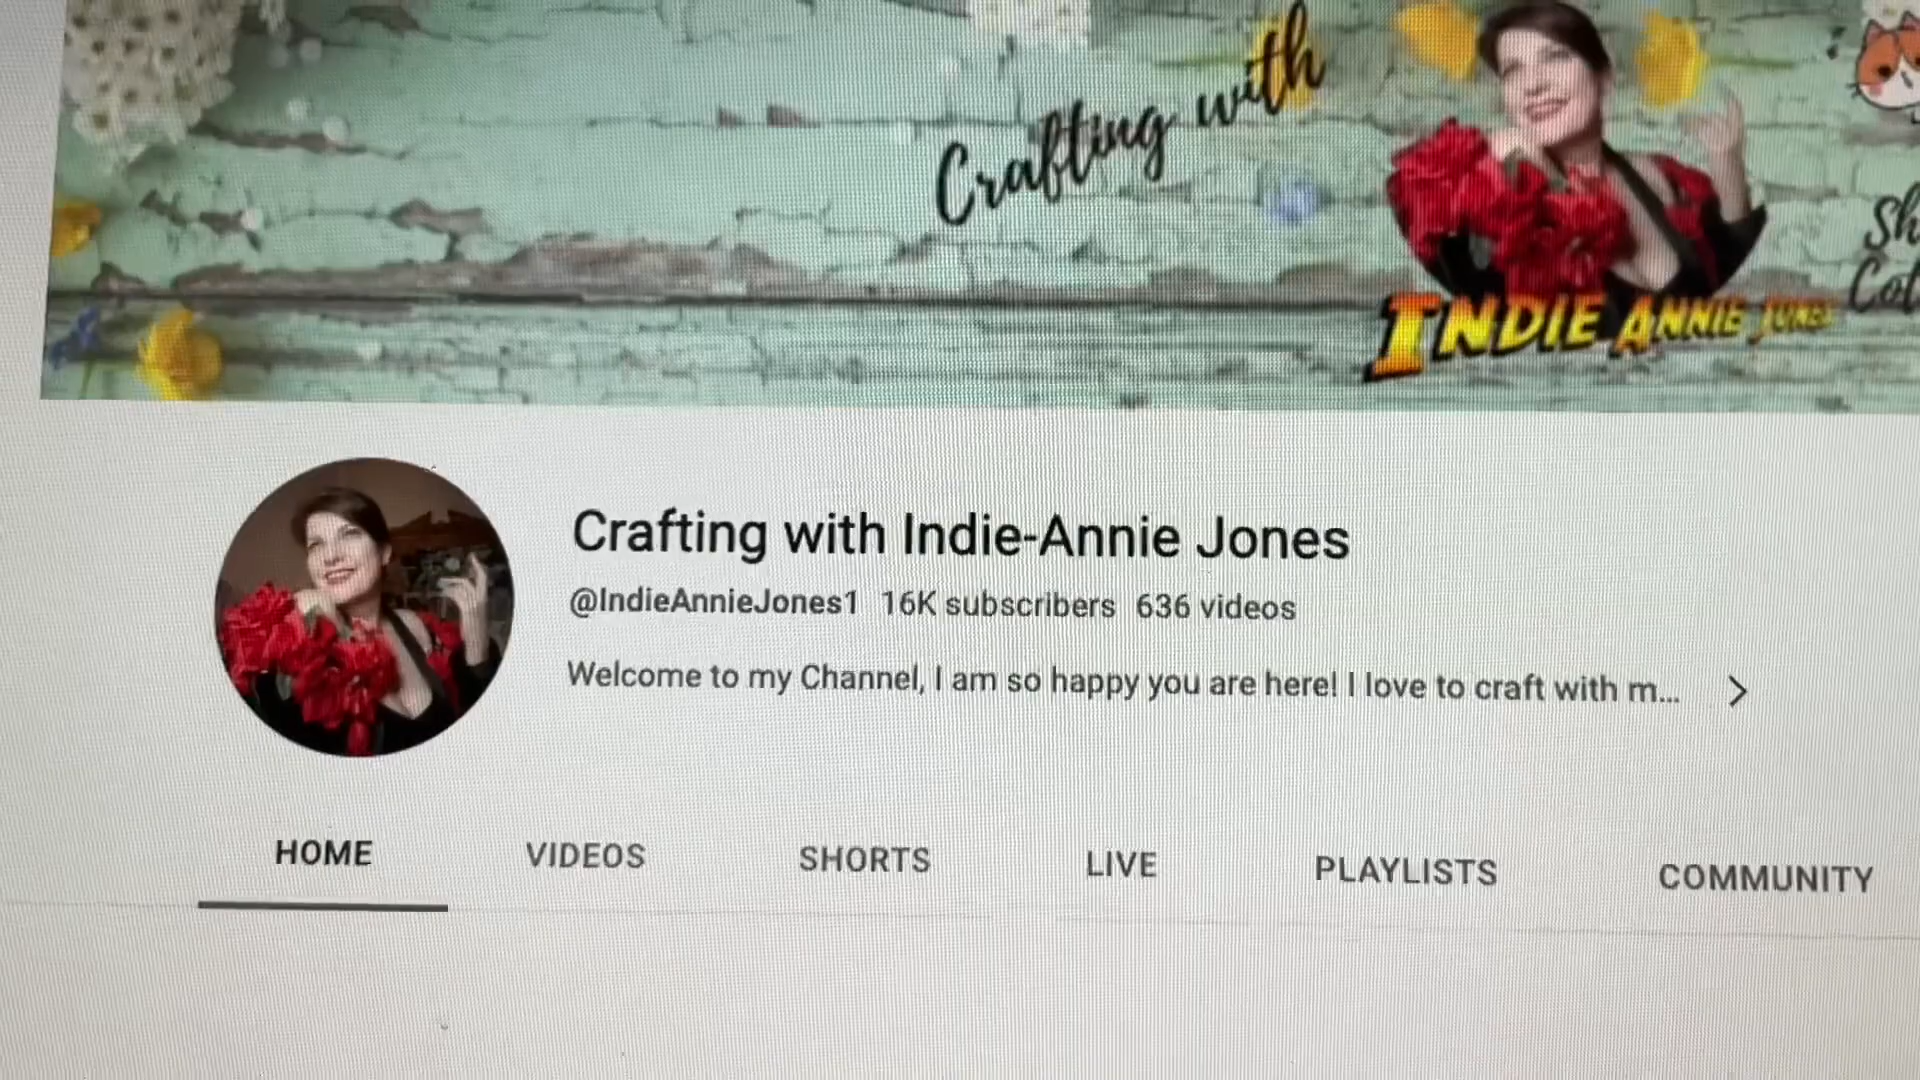 Crafting with
INDIE ANNIE JONES
Crafting with Indie-Annie Jones
@IndieAnnieJones1 16K subscribers 636 videos
Welcome to my Channel, I am so happy you are here! I love to craft with m...
HOME VIDEOS SHORTS LIVE PLAYLISTS COMMUNITY